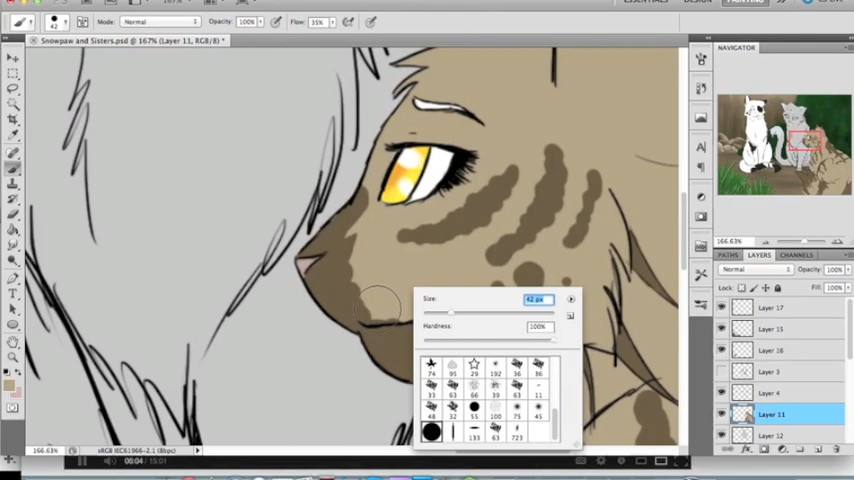 167%
ESSENTIALS DESIGN PAINTING
42 Mode: Normal Opacity: 100% Flow: 35%
Snowpaw and Sisters.psd @ 167% (Layer 11, RGB/8) *
NAVIGATOR
166.63%
PATHS LAYERS CHANNELS
Normal Opacity: 100%
Lock: Fill: 100%
Layer 17
Layer 15
Layer 16
Layer 3
Layer 4
Layer 11
Layer 12
Size: 42 px
Hardness: 100%
74 95 29 192 36 36
33 63 66 39 63 11
48 32 55 100 75 45
133 63 723
166.63% sRGB IEC61966-2.1 (8bpc)
08:04 / 15:01